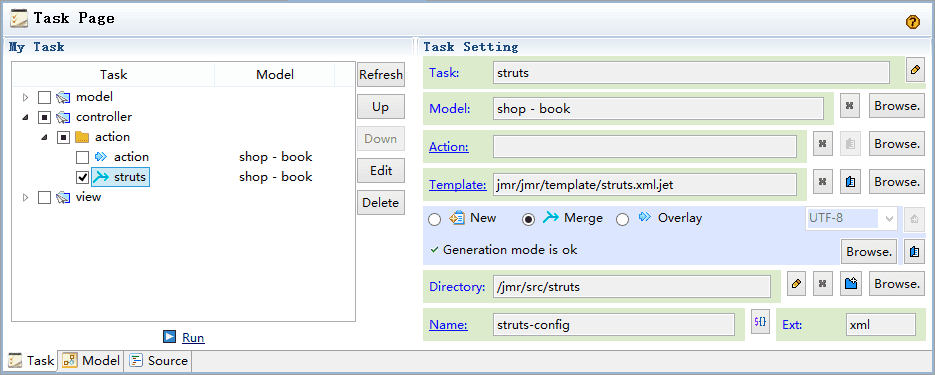 Task Page
My Task
Task Model
model
controller
action
action shop - book
struts shop - book
view
Refresh
Up
Down
Edit
Delete
Run
Task Setting
Task: struts
Model: shop - book Browse.
Action: Browse.
Template: jmr/jmr/template/struts.xml.jet Browse.
New Merge Overlay UTF-8
Generation mode is ok Browse.
Directory: /jmr/src/struts Browse.
Name: struts-config ${} Ext: xml
Task Model Source